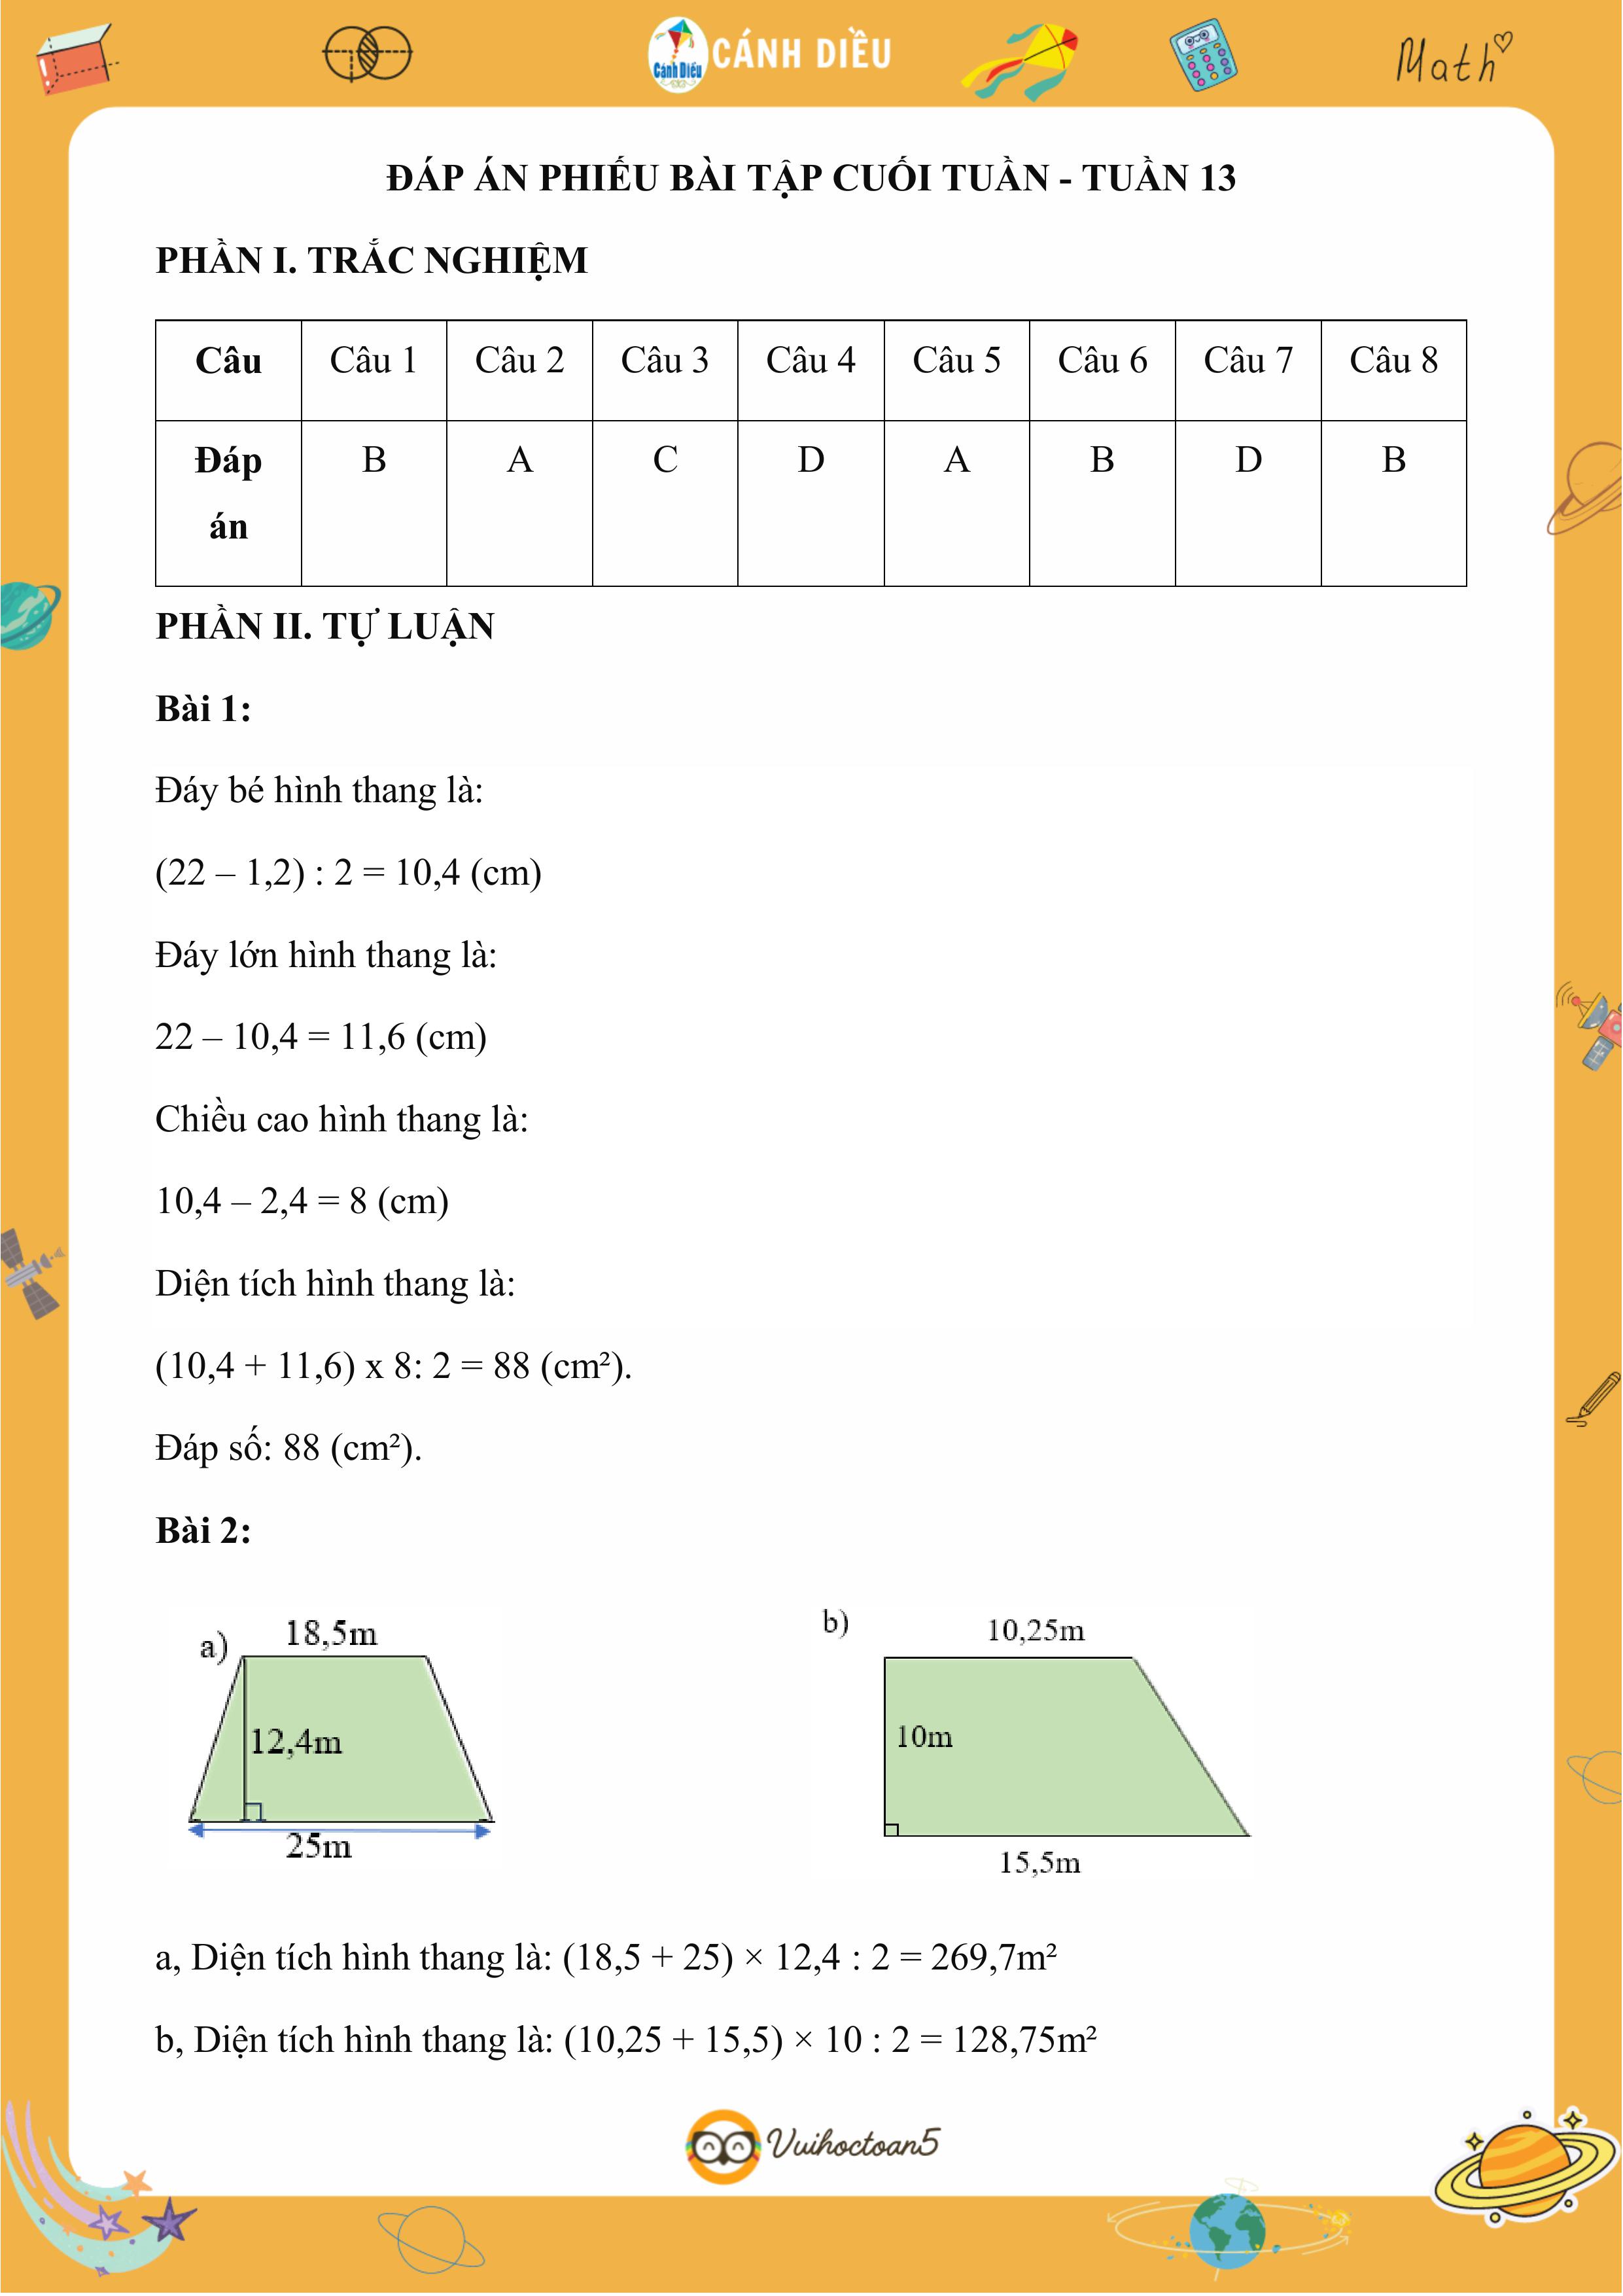 Cánh Diều
CÁNH DIỀU
Math
ĐÁP ÁN PHIẾU BÀI TẬP CUỐI TUẦN - TUẦN 13
PHẦN I. TRẮC NGHIỆM
Câu Câu 1 Câu 2 Câu 3 Câu 4 Câu 5 Câu 6 Câu 7 Câu 8
Đáp án B A C D A B D B
PHẦN II. TỰ LUẬN
Bài 1:
Đáy bé hình thang là:
(22 – 1,2) : 2 = 10,4 (cm)
Đáy lớn hình thang là:
22 – 10,4 = 11,6 (cm)
Chiều cao hình thang là:
10,4 – 2,4 = 8 (cm)
Diện tích hình thang là:
(10,4 + 11,6) x 8: 2 = 88 (cm²).
Đáp số: 88 (cm²).
Bài 2:
a) 18,5m
12,4m
25m
b) 10,25m
10m
15,5m
a, Diện tích hình thang là: (18,5 + 25) × 12,4 : 2 = 269,7m²
b, Diện tích hình thang là: (10,25 + 15,5) × 10 : 2 = 128,75m²
Vuihoctoan5